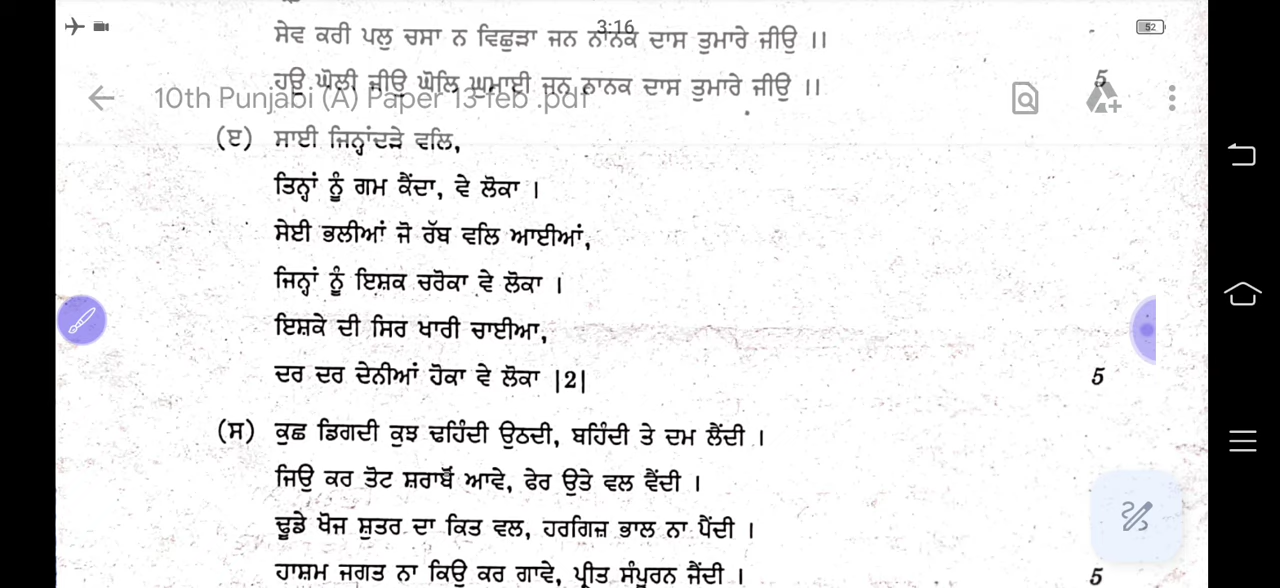 3:16
52
ਸੇਵ ਕਰੀ ਪਲੁ ਚਸਾ ਨ ਵਿਛੁੜਾ ਜਨ ਨਾਨਕ ਦਾਸ ਤੁਮਾਰੇ ਜੀਉ ।।
ਹਉ ਘੋਲੀ ਜੀਉ ਘੋਲਿ ਘੁਮਾਈ ਜਨ ਨਾਨਕ ਦਾਸ ਤੁਮਾਰੇ ਜੀਉ ।। 5
10th Punjabi (A) Paper 13 feb .pdf
(ੲ) ਸਾਈ ਜਿਨ੍ਹਾਂਦੜੇ ਵਲਿ,
ਤਿਨ੍ਹਾਂ ਨੂੰ ਗਮ ਕੈਂਦਾ, ਵੇ ਲੋਕਾ ।
ਸੇਈ ਭਲੀਆਂ ਜੋ ਰੱਬ ਵਲਿ ਆਈਆਂ,
ਜਿਨ੍ਹਾਂ ਨੂੰ ਇਸ਼ਕ ਚਰੋਕਾ ਵੇ ਲੋਕਾ ।
ਇਸ਼ਕੇ ਦੀ ਸਿਰ ਖਾਰੀ ਚਾਈਆ,
ਦਰ ਦਰ ਦੇਨੀਆਂ ਹੋਕਾ ਵੇ ਲੋਕਾ |2| 5
(ਸ) ਕੁਛ ਡਿਗਦੀ ਕੁਝ ਢਹਿੰਦੀ ਉਠਦੀ, ਬਹਿੰਦੀ ਤੇ ਦਮ ਲੈਂਦੀ ।
ਜਿਉ ਕਰ ਤੋਟ ਸ਼ਰਾਬੋਂ ਆਵੇ, ਫੇਰ ਉਤੇ ਵਲ ਵੈਂਦੀ ।
ਢੂਡੇ ਖੋਜ ਸ਼ੁਤਰ ਦਾ ਕਿਤ ਵਲ, ਹਰਗਿਜ਼ ਭਾਲ ਨਾ ਪੈਂਦੀ ।
ਹਾਸ਼ਮ ਜਗਤ ਨਾ ਕਿਉ ਕਰ ਗਾਵੇ, ਪ੍ਰੀਤ ਸੰਪੂਰਨ ਜੈਂਦੀ । 5